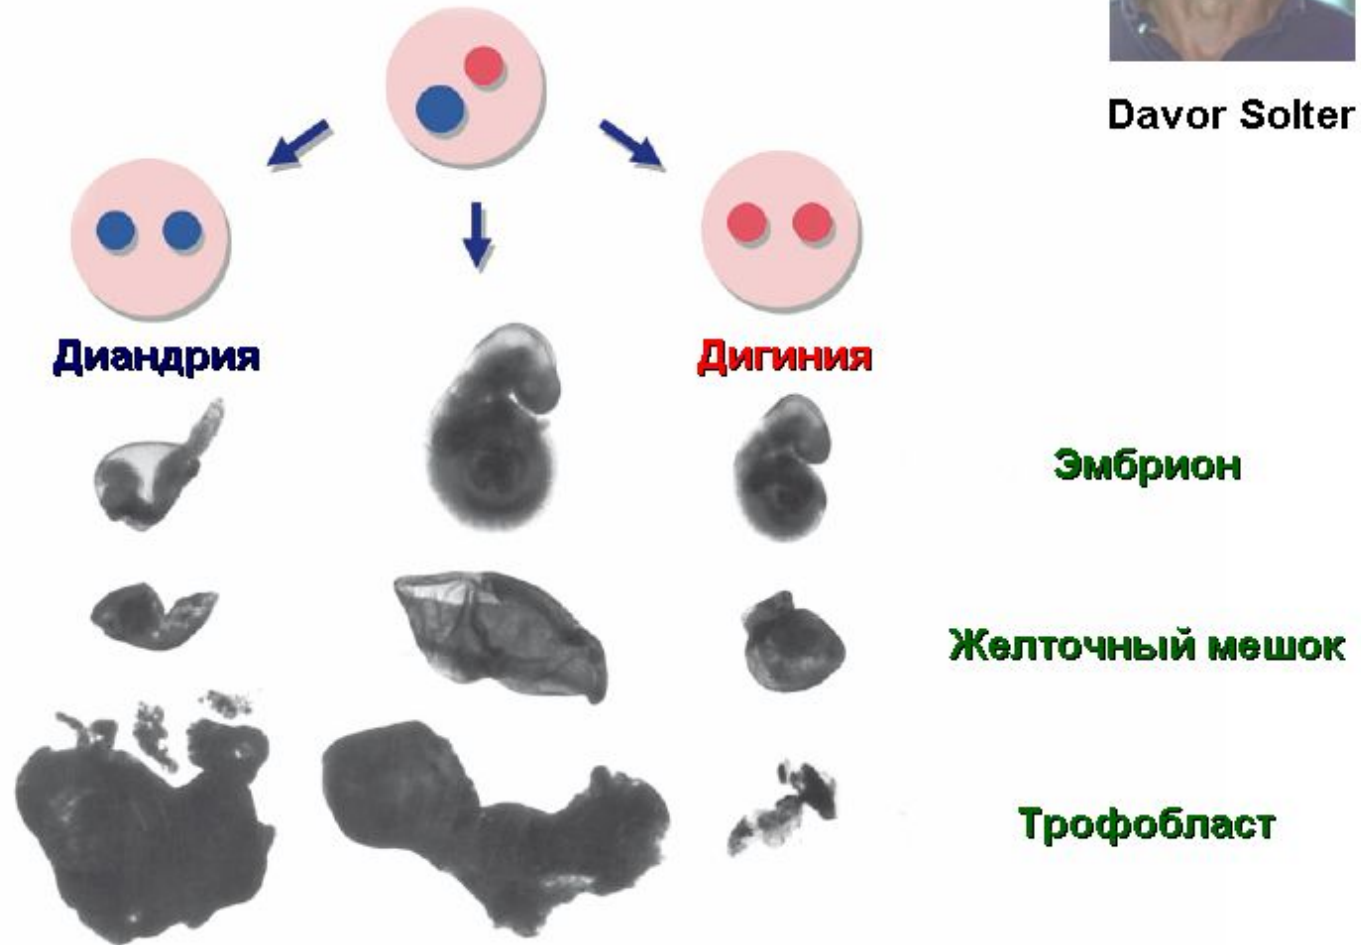 Davor Solter
Диандрия
Дигиния
Эмбрион
Желточный мешок
Трофобласт